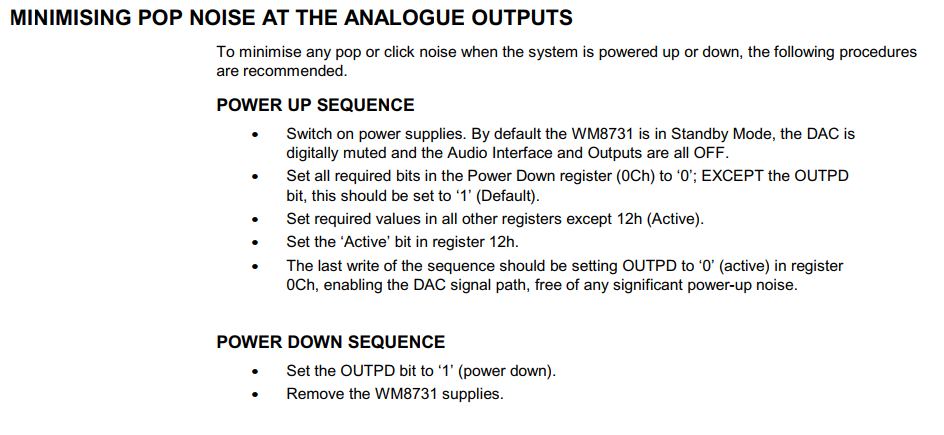 MINIMISING POP NOISE AT THE ANALOGUE OUTPUTS
To minimise any pop or click noise when the system is powered up or down, the following procedures
are recommended.
POWER UP SEQUENCE
• Switch on power supplies. By default the WM8731 is in Standby Mode, the DAC is
digitally muted and the Audio Interface and Outputs are all OFF.
• Set all required bits in the Power Down register (0Ch) to ‘0’; EXCEPT the OUTPD
bit, this should be set to ‘1’ (Default).
• Set required values in all other registers except 12h (Active).
• Set the ‘Active’ bit in register 12h.
• The last write of the sequence should be setting OUTPD to ‘0’ (active) in register
0Ch, enabling the DAC signal path, free of any significant power-up noise.
POWER DOWN SEQUENCE
• Set the OUTPD bit to ‘1’ (power down).
• Remove the WM8731 supplies.